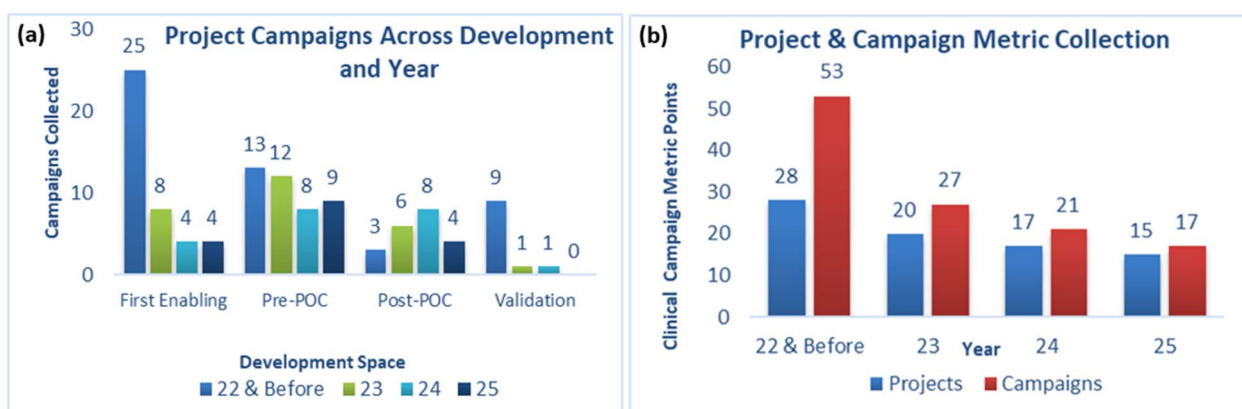 (a)
Project Campaigns Across Development
and Year
Campaigns Collected
30
20
10
0
25
8
4
4
13
12
8
9
3
6
8
4
9
1
1
0
First Enabling Pre-POC Post-POC Validation
Development Space
22 & Before 23 24 25
(b)
Project & Campaign Metric Collection
Clinical Campaign Metric Points
60
50
40
30
20
10
0
28
53
20
27
17
21
15
17
22 & Before 23 24 25
Year
Projects Campaigns